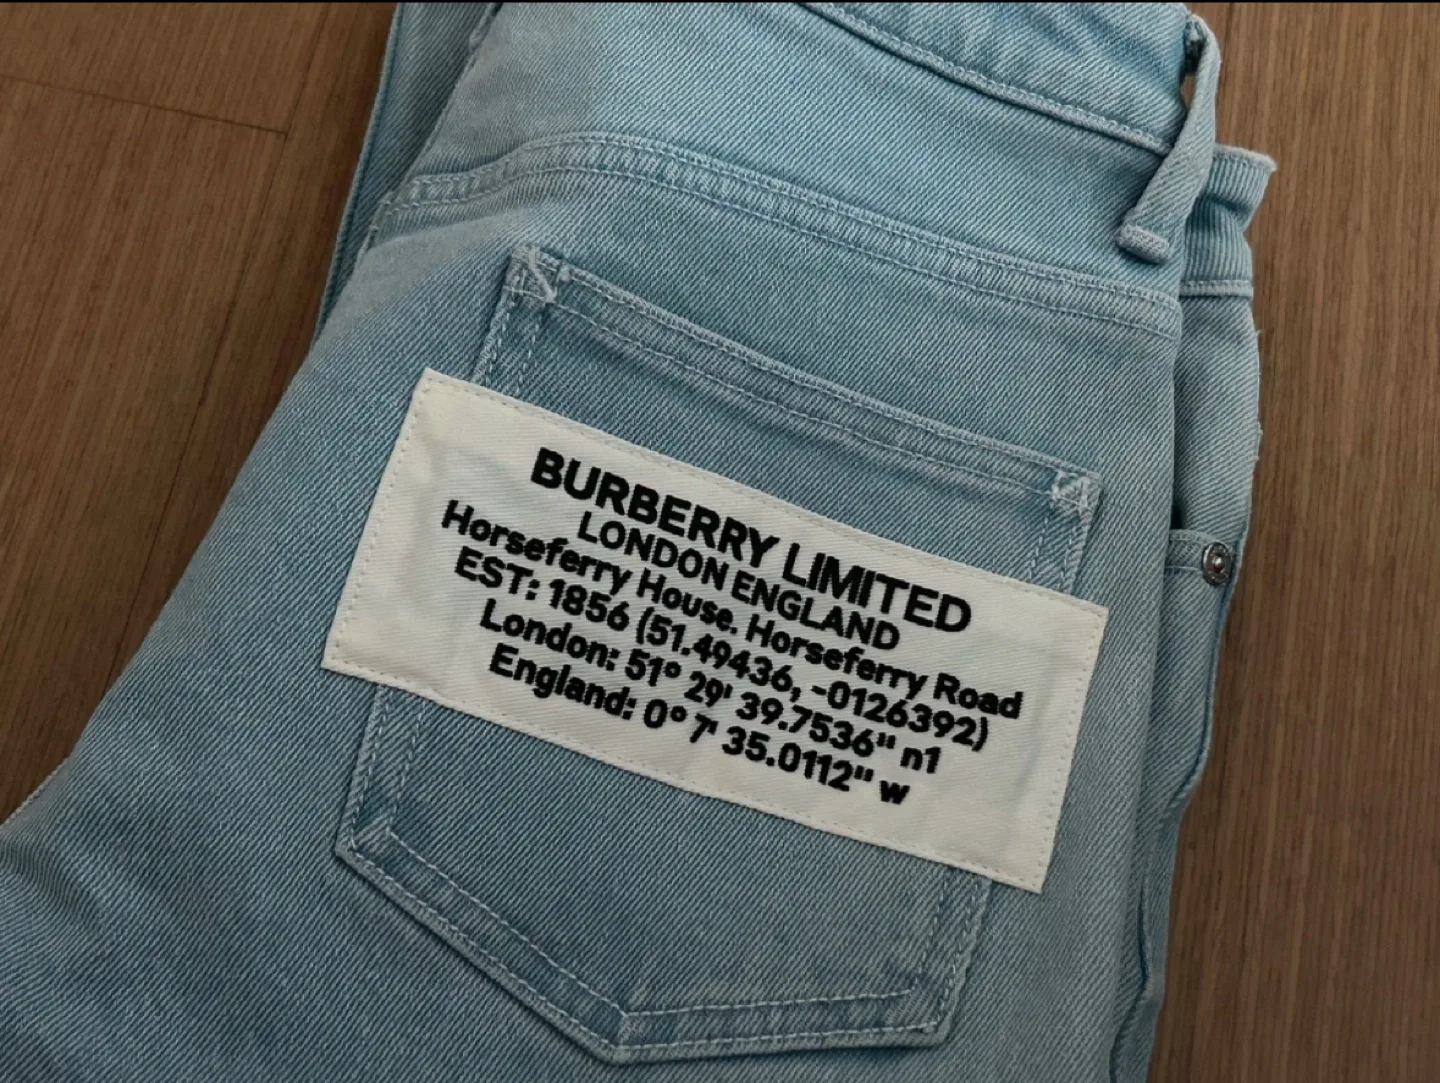 BURBERRY LIMITED
LONDON ENGLAND
Horseferry House. Horseferry Road
EST: 1856 (51.49436, -0126392)
London: 51° 29' 39.7536" n1
England: 0° 7' 35.0112" w